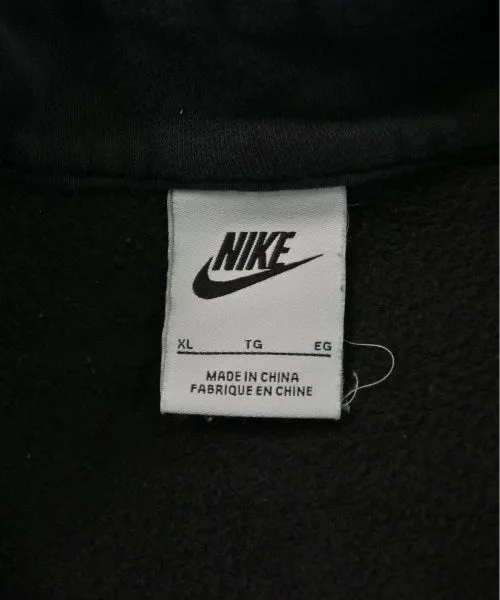 NIKE
XL TG EG
MADE IN CHINA
FABRIQUE EN CHINE